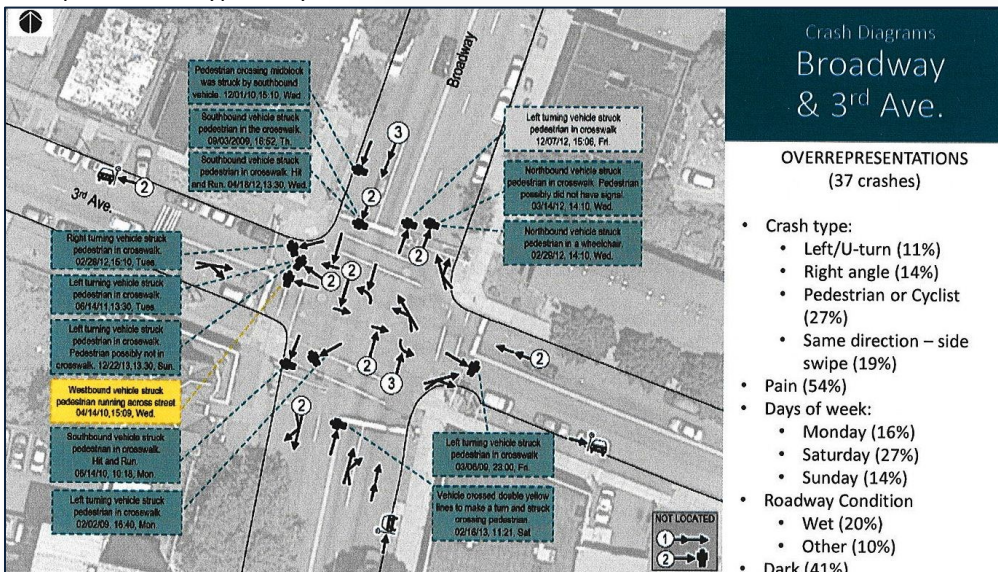 Pedestrian crossing midblock
was struck by southbound
vehicle. 12/01/10,15:10, Wed.
Southbound vehicle struck
pedestrian in the crosswalk.
09/03/2009, 16:52, Th.
Southbound vehicle struck
pedestrian in crosswalk. Hit
and Run. 04/18/12,13:30, Wed.
Broadway
3
2
Left turning vehicle struck
pedestrian in crosswalk
12/07/12, 15:06, Fri.
Northbound vehicle struck
pedestrian in crosswalk. Pedestrian
possibly did not have signal.
03/14/12, 14:10, Wed.
Northbound vehicle struck
pedestrian in a wheelchair.
02/29/12, 14:10, Wed.
2
3rd Ave.
2
2
Right turning vehicle struck
pedestrian in crosswalk.
02/28/12,15:10, Tues.
Left turning vehicle struck
pedestrian in crosswalk.
06/14/11,13:30, Tues.
Left turning vehicle struck
pedestrian in crosswalk.
Pedestrian possibly not in
crosswalk. 12/22/13,13:30, Sun.
Westbound vehicle struck
pedestrian running across street
04/14/10,15:09, Wed.
Southbound vehicle struck
pedestrian in crosswalk.
Hit and Run.
06/14/10, 10:18, Mon.
Left turning vehicle struck
pedestrian in crosswalk
02/02/09, 16:40, Mon.
2
2
2
3
2
2
Left turning vehicle struck
pedestrian in crosswalk
03/06/09, 23:00, Fri.
Vehicle crossed double yellow
lines to make a turn and struck
crossing pedestrian.
02/16/13, 11:21, Sat.
NOT LOCATED
1
2
Crash Diagrams
Broadway
& 3rd Ave.
OVERREPRESENTATIONS
(37 crashes)
• Crash type:
• Left/U-turn (11%)
• Right angle (14%)
• Pedestrian or Cyclist
(27%)
• Same direction – side
swipe (19%)
• Pain (54%)
• Days of week:
• Monday (16%)
• Saturday (27%)
• Sunday (14%)
• Roadway Condition
• Wet (20%)
• Other (10%)
• Dark (41%)